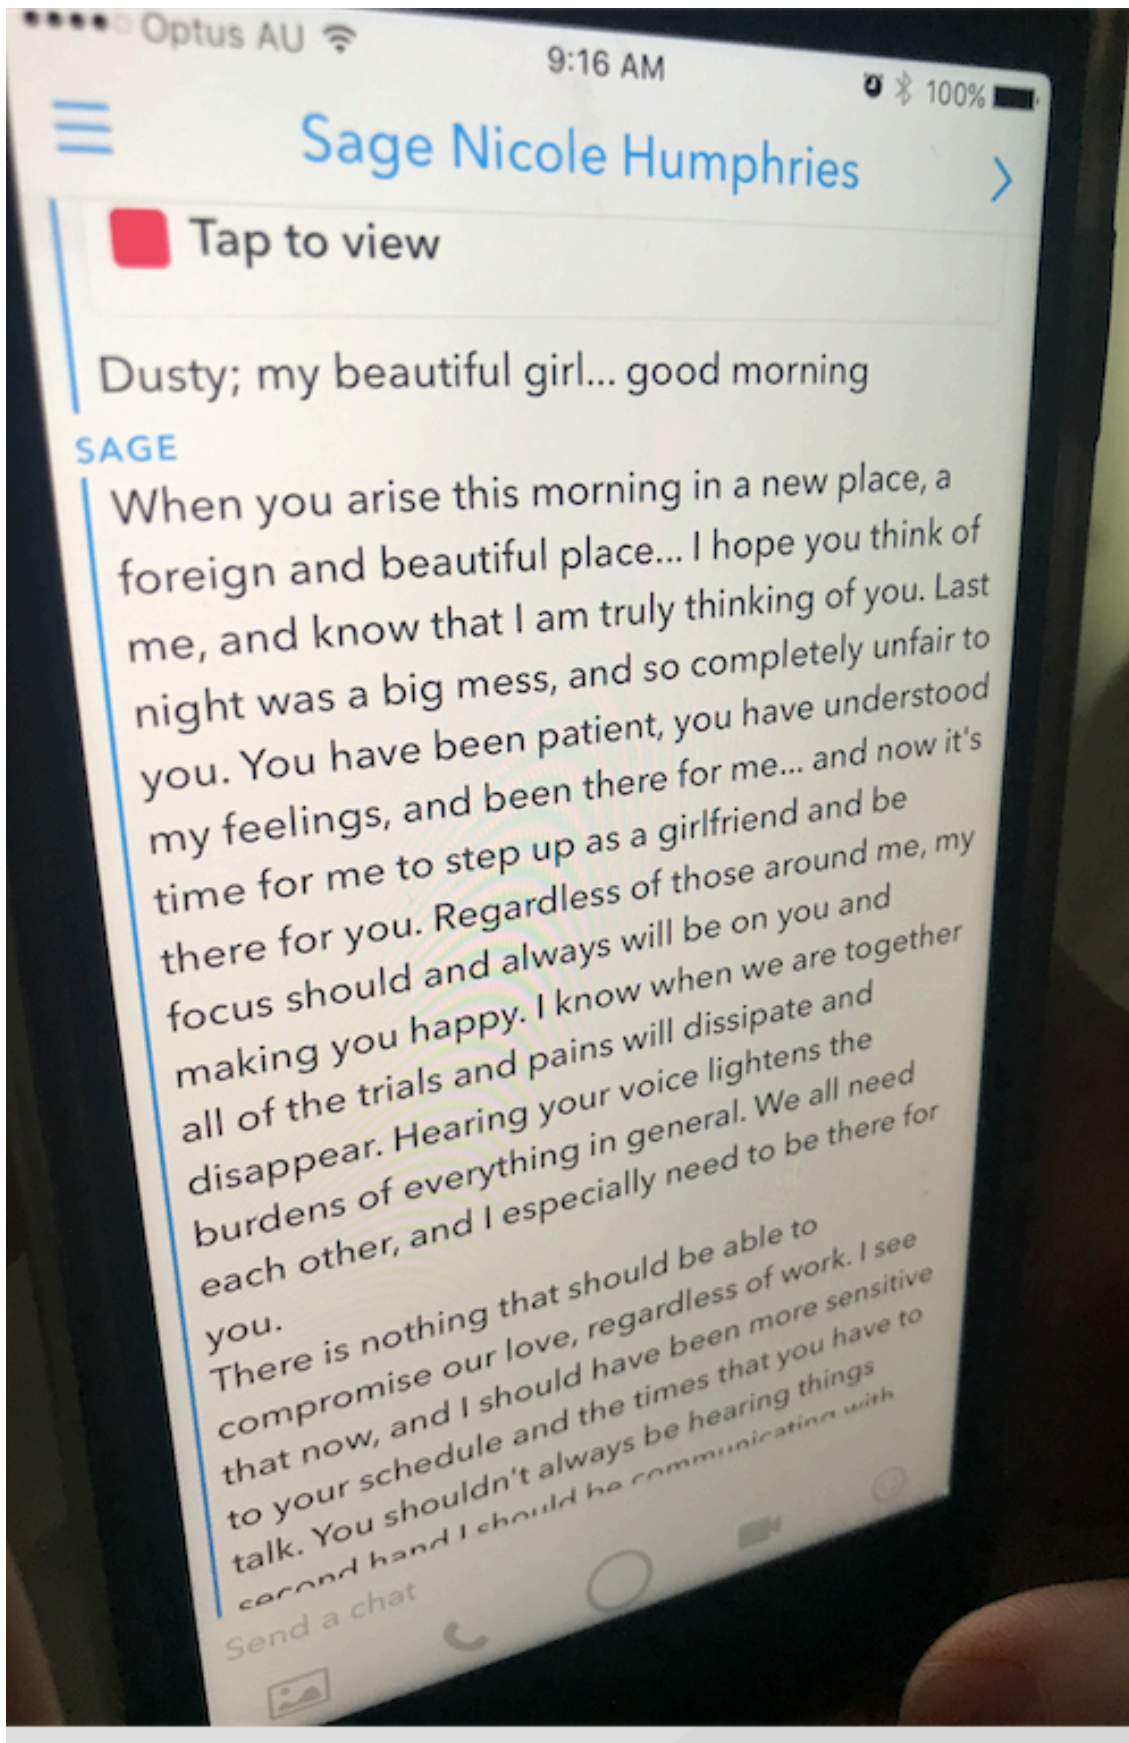 Optus AU
9:16 AM
100%
Sage Nicole Humphries
Tap to view
Dusty; my beautiful girl... good morning
SAGE
When you arise this morning in a new place, a
foreign and beautiful place... I hope you think of
me, and know that I am truly thinking of you. Last
night was a big mess, and so completely unfair to
you. You have been patient, you have understood
my feelings, and been there for me... and now it's
time for me to step up as a girlfriend and be
there for you. Regardless of those around me, my
focus should and always will be on you and
making you happy. I know when we are together
all of the trials and pains will dissipate and
disappear. Hearing your voice lightens the
burdens of everything in general. We all need
each other, and I especially need to be there for
you.
There is nothing that should be able to
compromise our love, regardless of work. I see
that now, and I should have been more sensitive
to your schedule and the times that you have to
talk. You shouldn't always be hearing things
second hand I should be communicating with
Send a chat